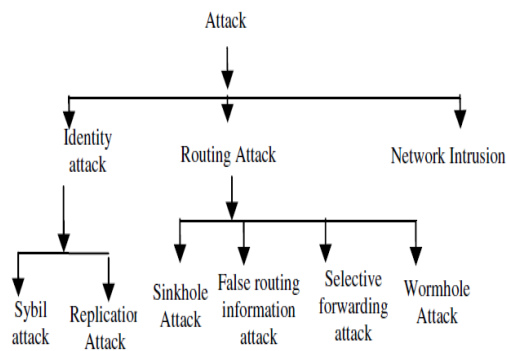 Attack
Identity
attack
Routing Attack
Network Intrusion
Sybil
attack
Replication
Attack
Sinkhole
Attack
False routing
information
attack
Selective
forwarding
attack
Wormhole
Attack